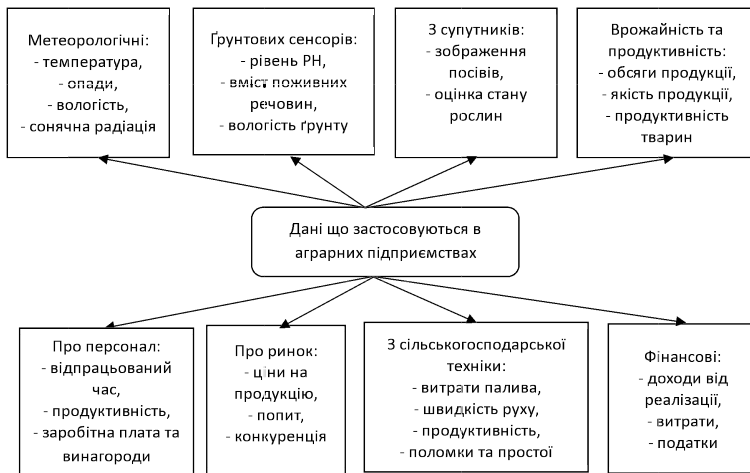 Метеорологічні:
- температура,
- опади,
- вологість,
- сонячна радіація
Ґрунтових сенсорів:
- рівень PH,
- вміст поживних
речовин,
- вологість ґрунту
З супутників:
- зображення
посівів,
- оцінка стану
рослин
Врожайність та
продуктивність:
- обсяги продукції,
- якість продукції,
- продуктивність
тварин
Дані що застосовуються в
аграрних підприємствах
Про персонал:
- відпрацьований
час,
- продуктивність,
- заробітна плата та
винагороди
Про ринок:
- ціни на
продукцію,
- попит,
- конкуренція
З сільськогосподарської
техніки:
- витрати палива,
- швидкість руху,
- продуктивність,
- поломки та простої
Фінансові:
- доходи від
реалізації,
- витрати,
- податки